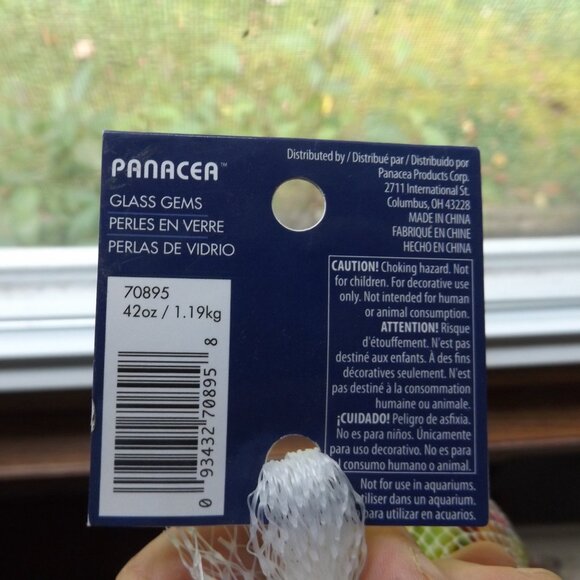 PANACEA™
GLASS GEMS
PERLES EN VERRE
PERLAS DE VIDRIO
70895
42oz / 1.19kg
0 93432 70895 8
Distributed by / Distribué par / Distribuido por
Panacea Products Corp.
2711 International St.
Columbus, OH 43228
MADE IN CHINA
FABRIQUÉ EN CHINE
HECHO EN CHINA
CAUTION! Choking hazard. Not
for children. For decorative use
only. Not intended for human
or animal consumption.
ATTENTION! Risque
d'étouffement. N'est pas
destiné aux enfants. À des fins
décoratives seulement. N'est
pas destiné à la consommation
humaine ou animale.
¡CUIDADO! Peligro de asfixia.
No es para niños. Únicamente
para uso decorativo. No es para
consumo humano o animal.
Not for use in aquariums.
utiliser dans un aquarium.
para utilizar en acuarios.